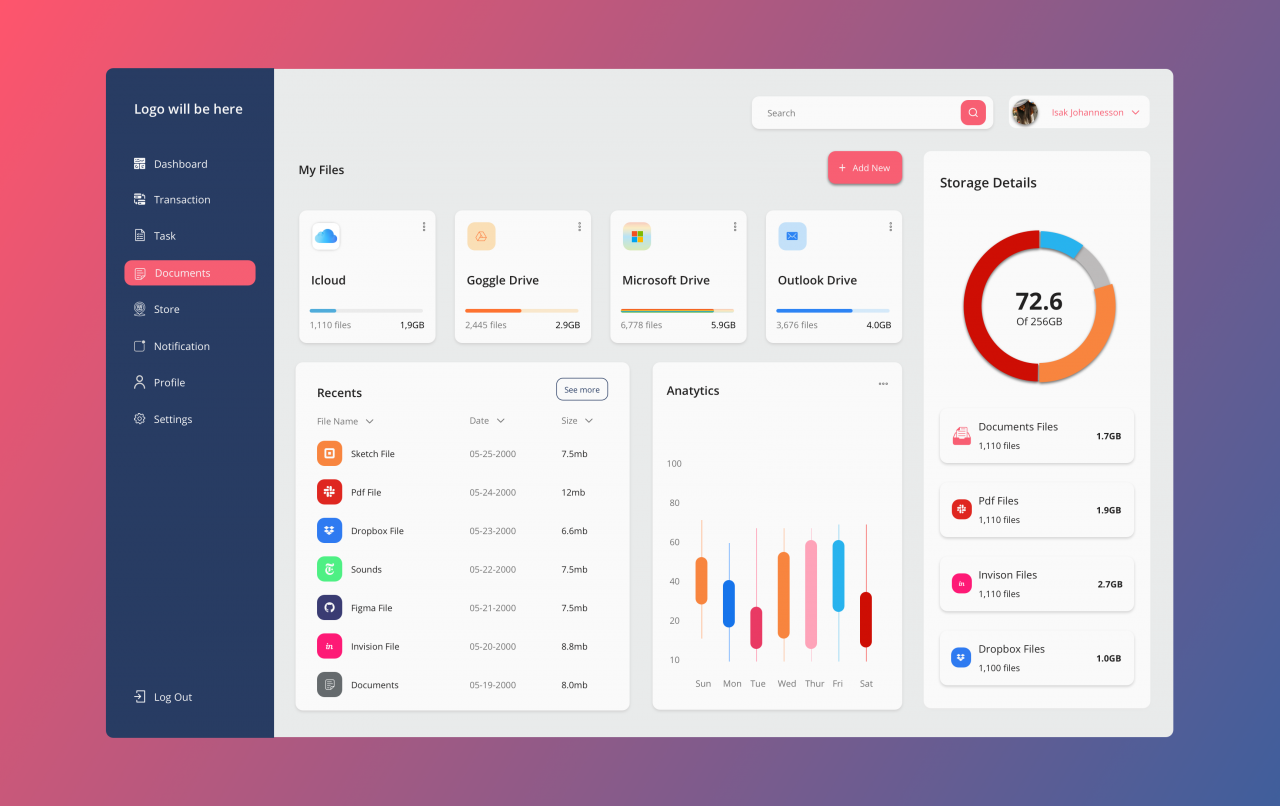 Logo will be here
Dashboard
Transaction
Task
Documents
Store
Notification
Profile
Settings
Log Out
Search
Isak Johannesson
My Files
+ Add New
Icloud
1,110 files 1,9GB
Goggle Drive
2,445 files 2.9GB
Microsoft Drive
6,778 files 5.9GB
Outlook Drive
3,676 files 4.0GB
Recents
See more
File Name Date Size
Sketch File 05-25-2000 7.5mb
Pdf File 05-24-2000 12mb
Dropbox File 05-23-2000 6.6mb
Sounds 05-22-2000 7.5mb
Figma File 05-21-2000 7.5mb
in Invision File 05-20-2000 8.8mb
Documents 05-19-2000 8.0mb
Anatytics
100
80
60
40
20
10
Sun Mon Tue Wed Thur Fri Sat
Storage Details
72.6
Of 256GB
Documents Files
1,110 files
1.7GB
Pdf Files
1,110 files
1.9GB
in
Invison Files
1,110 files
2.7GB
Dropbox Files
1,100 files
1.0GB